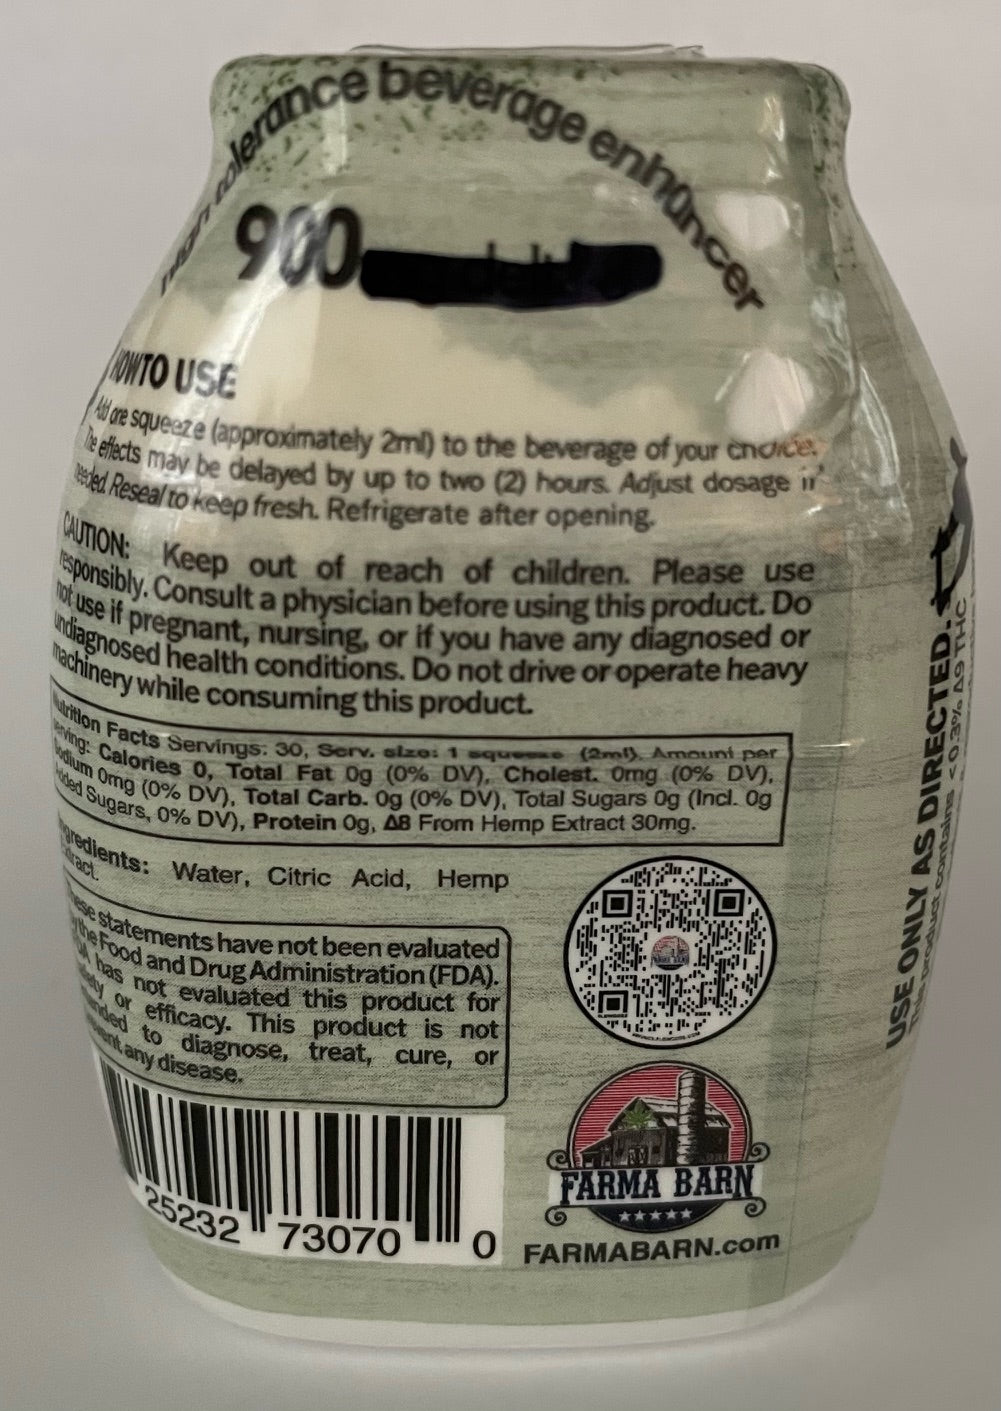 high tolerance beverage enhancer
900
HOW TO USE
Add one squeeze (approximately 2ml) to the beverage of your choice.
The effects may be delayed by up to two (2) hours. Adjust dosage if
needed. Reseal to keep fresh. Refrigerate after opening.
CAUTION: Keep out of reach of children. Please use
responsibly. Consult a physician before using this product. Do
not use if pregnant, nursing, or if you have any diagnosed or
undiagnosed health conditions. Do not drive or operate heavy
machinery while consuming this product.
Nutrition Facts Servings: 30, Serv. size: 1 squeeze (2ml). Amount per
serving: Calories 0, Total Fat 0g (0% DV), Cholest. 0mg (0% DV),
Sodium 0mg (0% DV), Total Carb. 0g (0% DV), Total Sugars 0g (Incl. 0g
Added Sugars, 0% DV), Protein 0g, Δ8 From Hemp Extract 30mg.
Ingredients: Water, Citric Acid, Hemp
Extract.
These statements have not been evaluated
by the Food and Drug Administration (FDA).
FDA has not evaluated this product for
safety or efficacy. This product is not
intended to diagnose, treat, cure, or
prevent any disease.
25232 73070 0
FARMA BARN
FARMABARN.com
USE ONLY AS DIRECTED.
This product contains <0.3% Δ9 THC